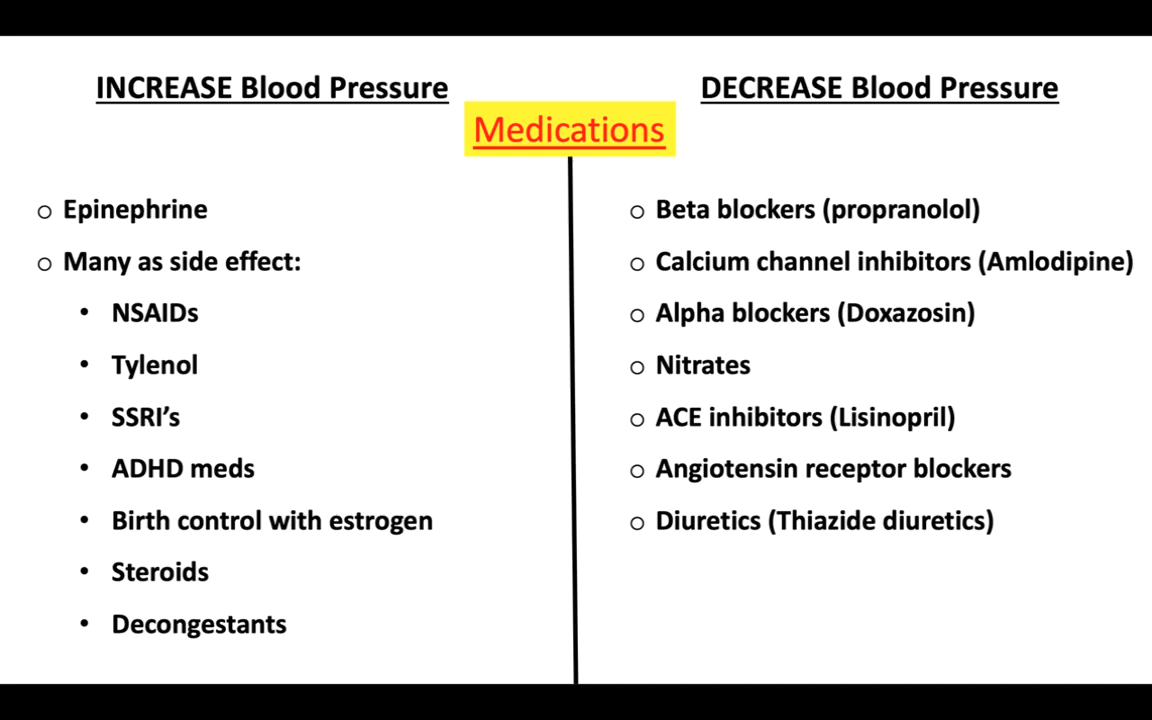 INCREASE Blood Pressure
DECREASE Blood Pressure
Medications
Epinephrine
Many as side effect:
NSAIDs
Tylenol
SSRI’s
ADHD meds
Birth control with estrogen
Steroids
Decongestants
Beta blockers (propranolol)
Calcium channel inhibitors (Amlodipine)
Alpha blockers (Doxazosin)
Nitrates
ACE inhibitors (Lisinopril)
Angiotensin receptor blockers
Diuretics (Thiazide diuretics)